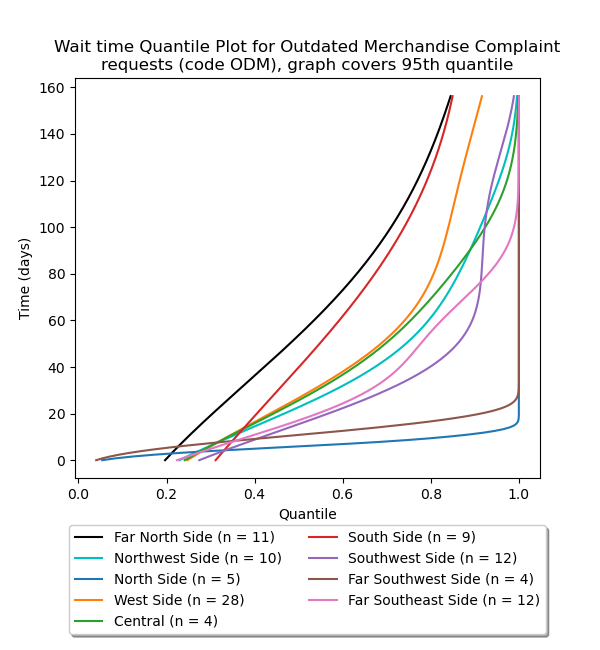 Wait time Quantile Plot for Outdated Merchandise Complaint
requests (code ODM), graph covers 95th quantile
160
140
120
100
80
60
40
20
0
Time (days)
0.0 0.2 0.4 0.6 0.8 1.0
Quantile
Far North Side (n = 11)
Northwest Side (n = 10)
North Side (n = 5)
West Side (n = 28)
Central (n = 4)
South Side (n = 9)
Southwest Side (n = 12)
Far Southwest Side (n = 4)
Far Southeast Side (n = 12)